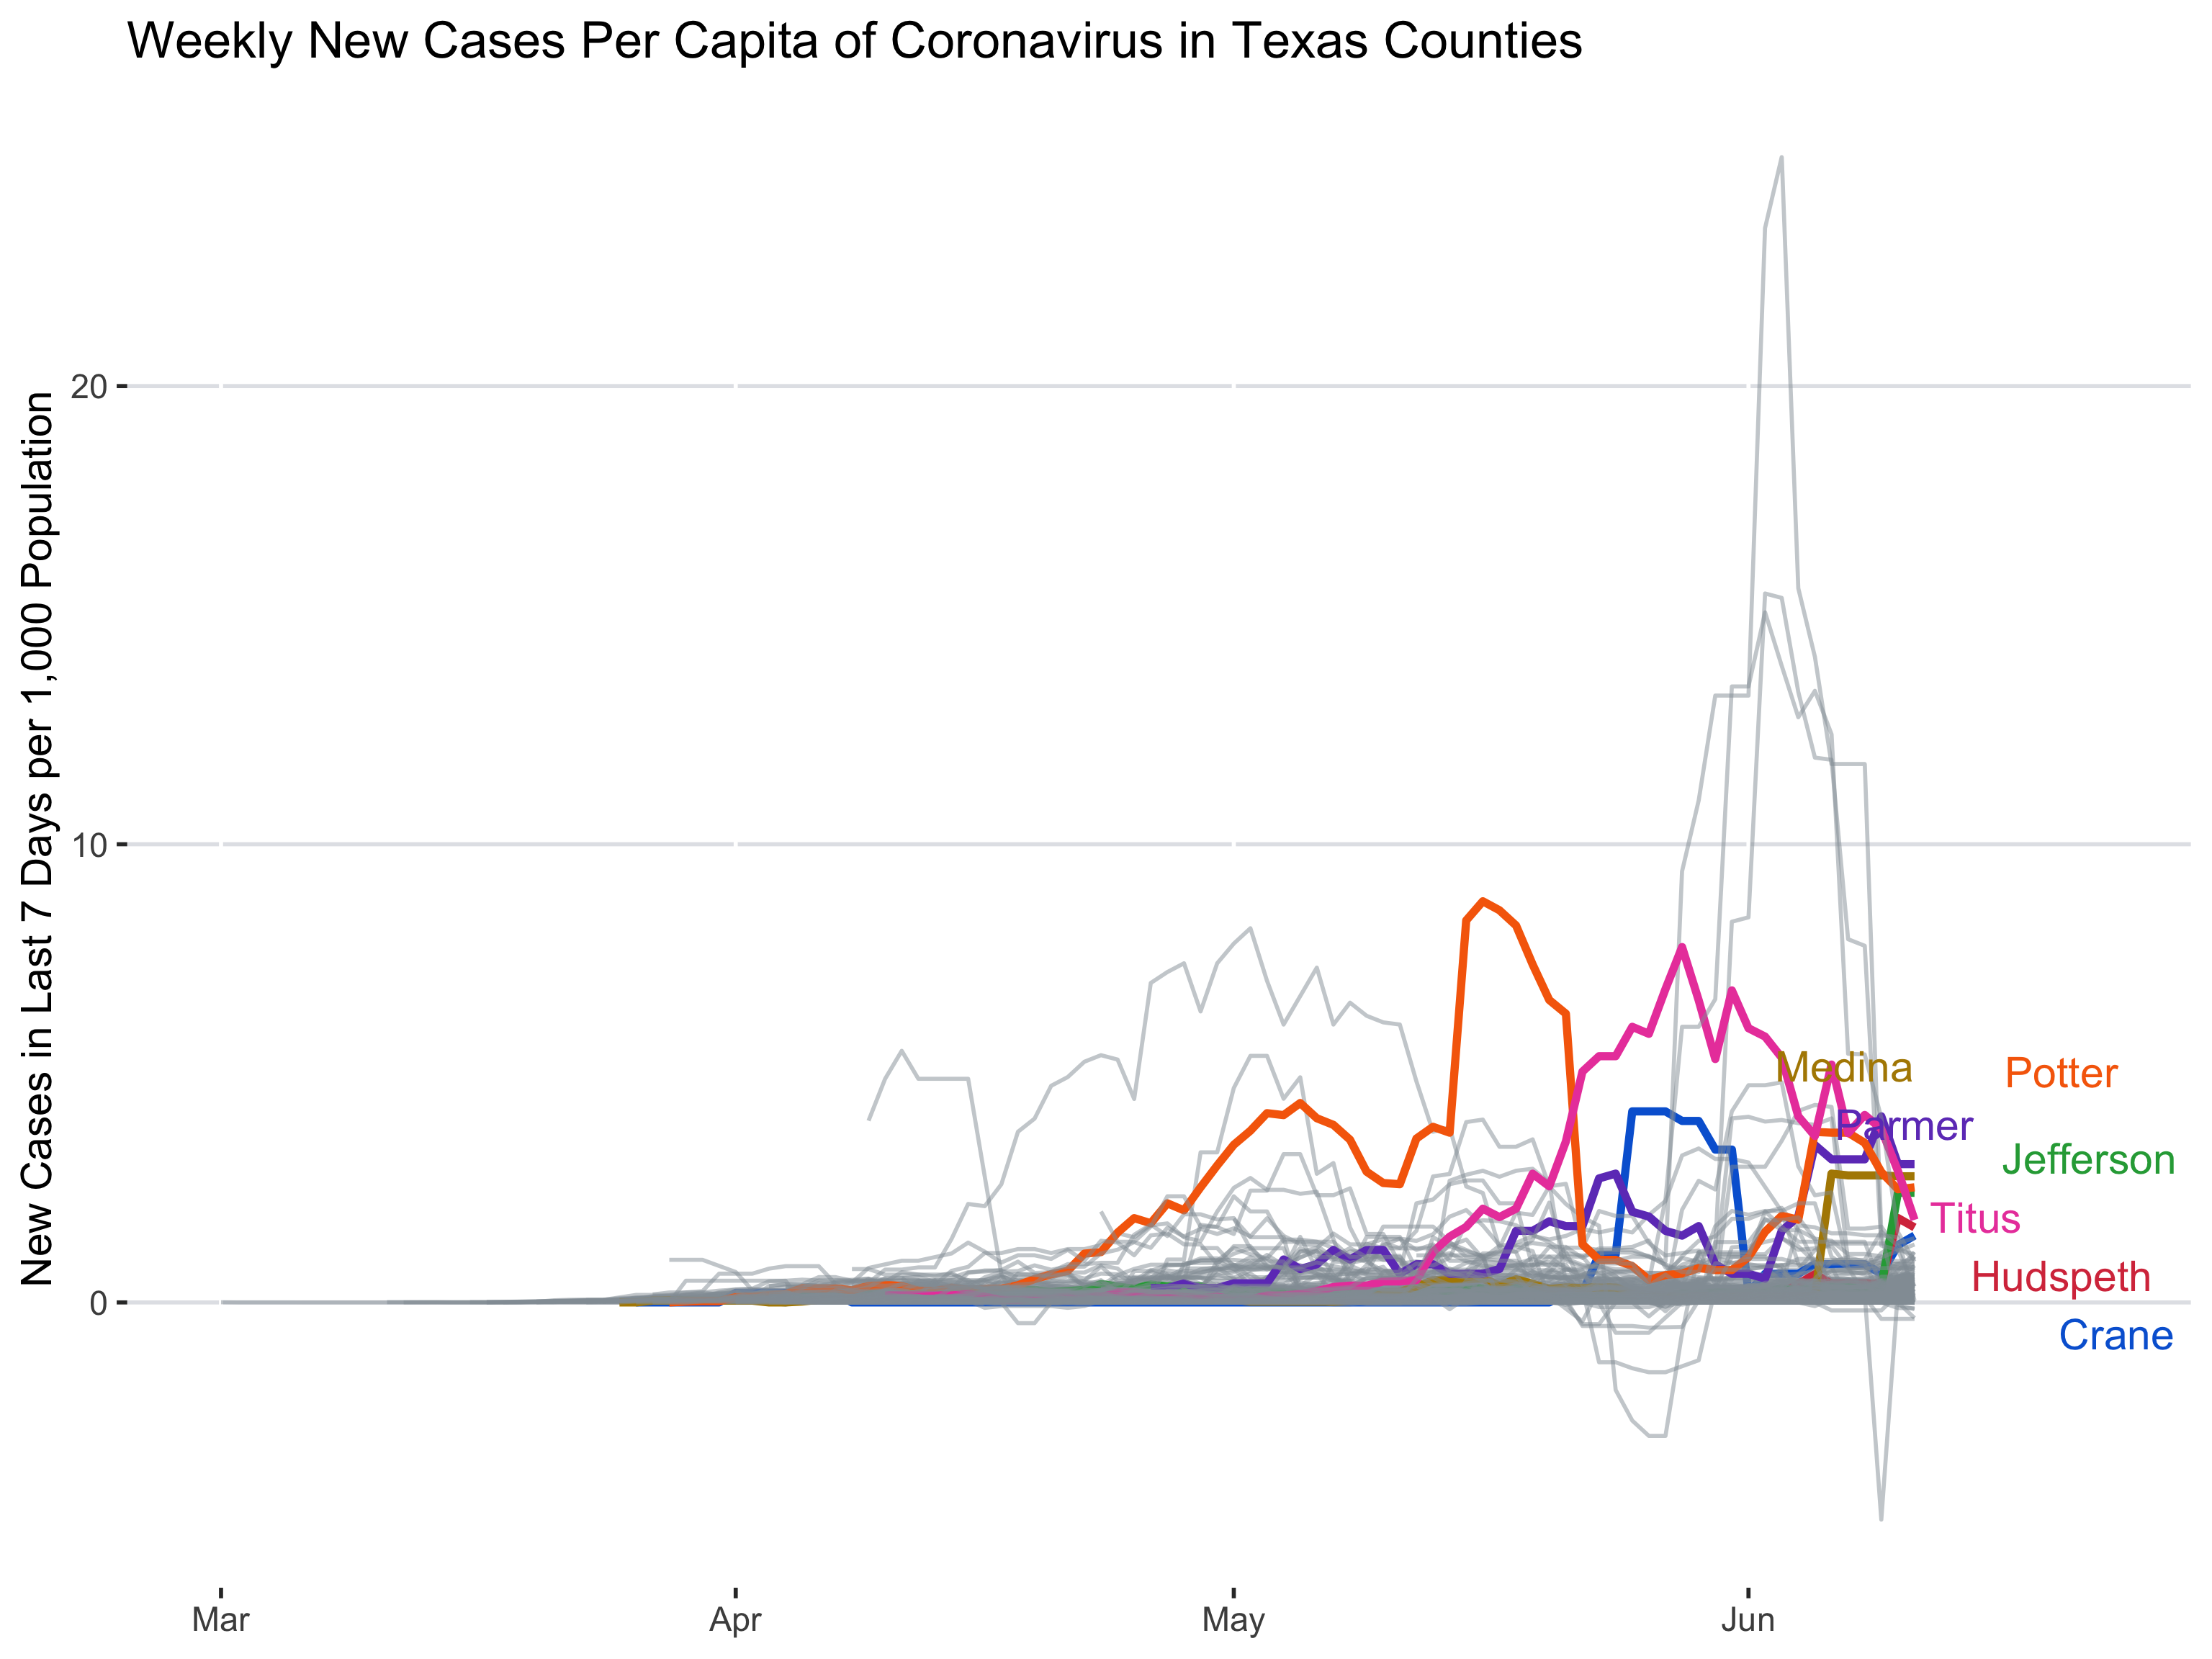 Weekly New Cases Per Capita of Coronavirus in Texas Counties
New Cases in Last 7 Days per 1,000 Population
20
10
0
Medina
Potter
Parmer
Jefferson
Titus
Hudspeth
Crane
Mar
Apr
May
Jun